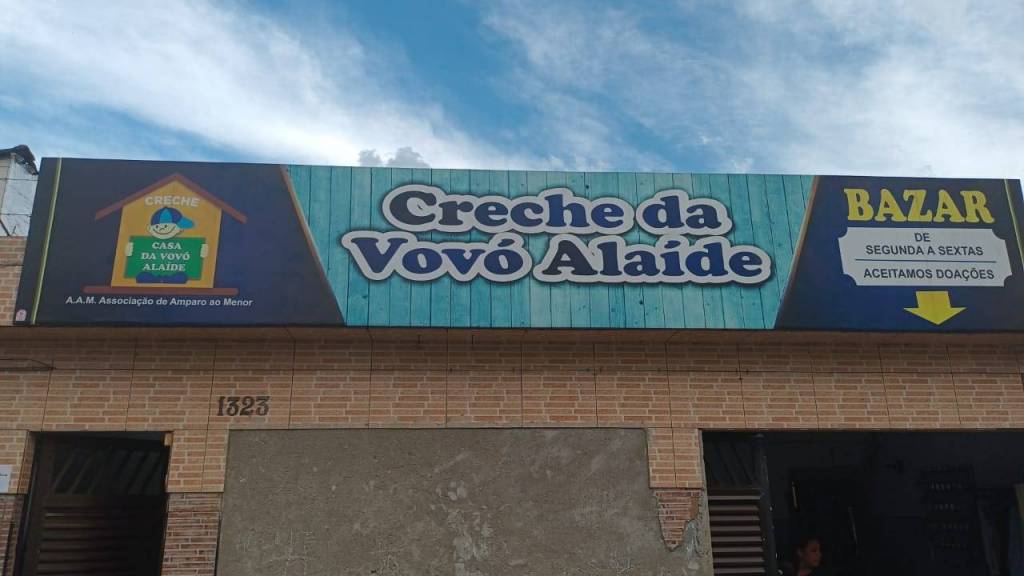 CRECHE
CASA
DA VOVÓ
ALAÍDE
A.A.M. Associação de Amparo ao Menor
Creche da
Vovó Alaíde
BAZAR
DE
SEGUNDA A SEXTAS
ACEITAMOS DOAÇÕES
1323